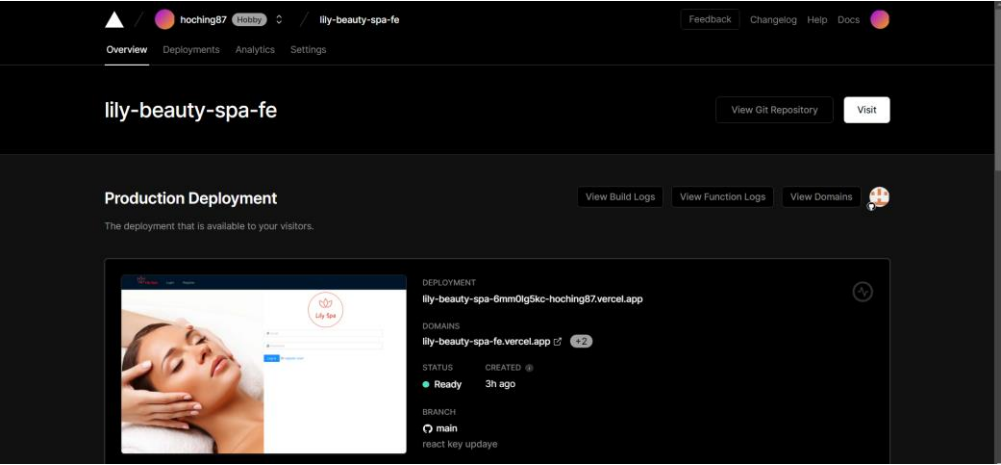 hoching87 Hobby lily-beauty-spa-fe Feedback Changelog Help Docs
Overview Deployments Analytics Settings
lily-beauty-spa-fe View Git Repository Visit
Production Deployment View Build Logs View Function Logs View Domains
The deployment that is available to your visitors.
Lily Spa
DEPLOYMENT
lily-beauty-spa-6mm0lg5kc-hoching87.vercel.app
DOMAINS
lily-beauty-spa-fe.vercel.app +2
STATUS CREATED
Ready 3h ago
BRANCH
main
react key updaye